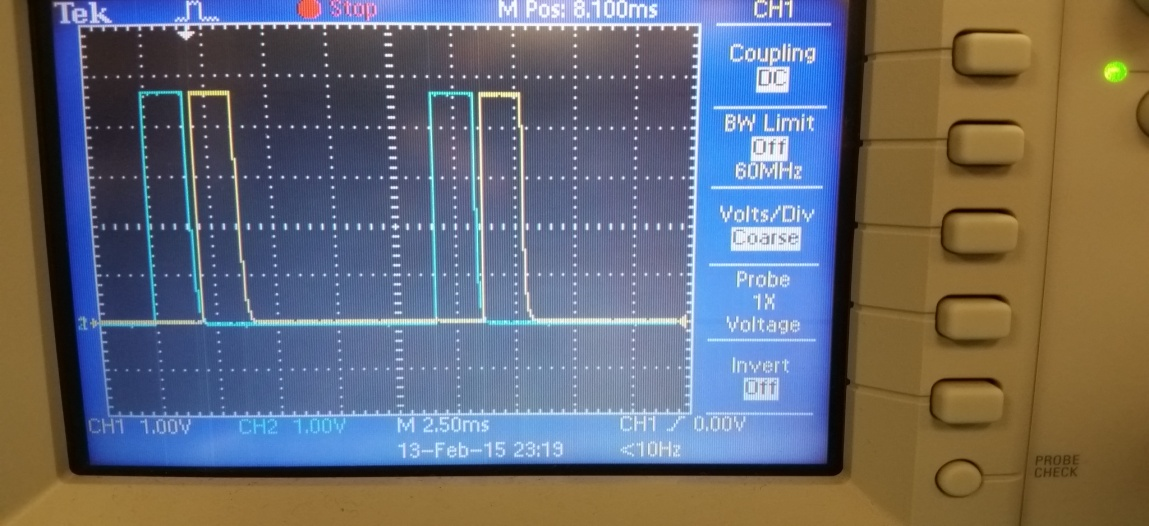 Tek Stop M Pos: 8.100ms CH1
Coupling
DC
BW Limit
Off
60MHz
Volts/Div
Coarse
Probe
1X
Voltage
Invert
Off
CH1 1.00V CH2 1.00V M 2.50ms CH1 0.00V
13-Feb-15 23:19 <10Hz
PROBE
CHECK